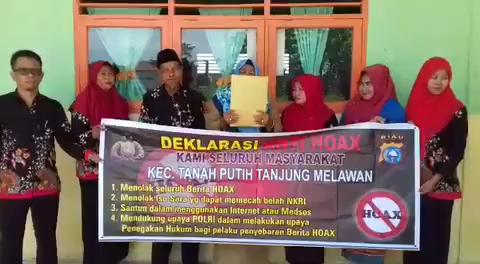 DEKLARASI ANTI HOAX
KAMI SELURUH MASYARAKAT
KEC. TANAH PUTIH TANJUNG MELAWAN
1. Menolak seluruh Berita HOAX
2. Menolak Isu Sara yg dapat memecah belah NKRI
3. Santun dalam menggunakan Internet atau Medsos
4. Mendukung upaya POLRI dalam melakukan upaya
Penegakan Hukum bagi pelaku penyebaran Berita HOAX
RIAU
HOAX